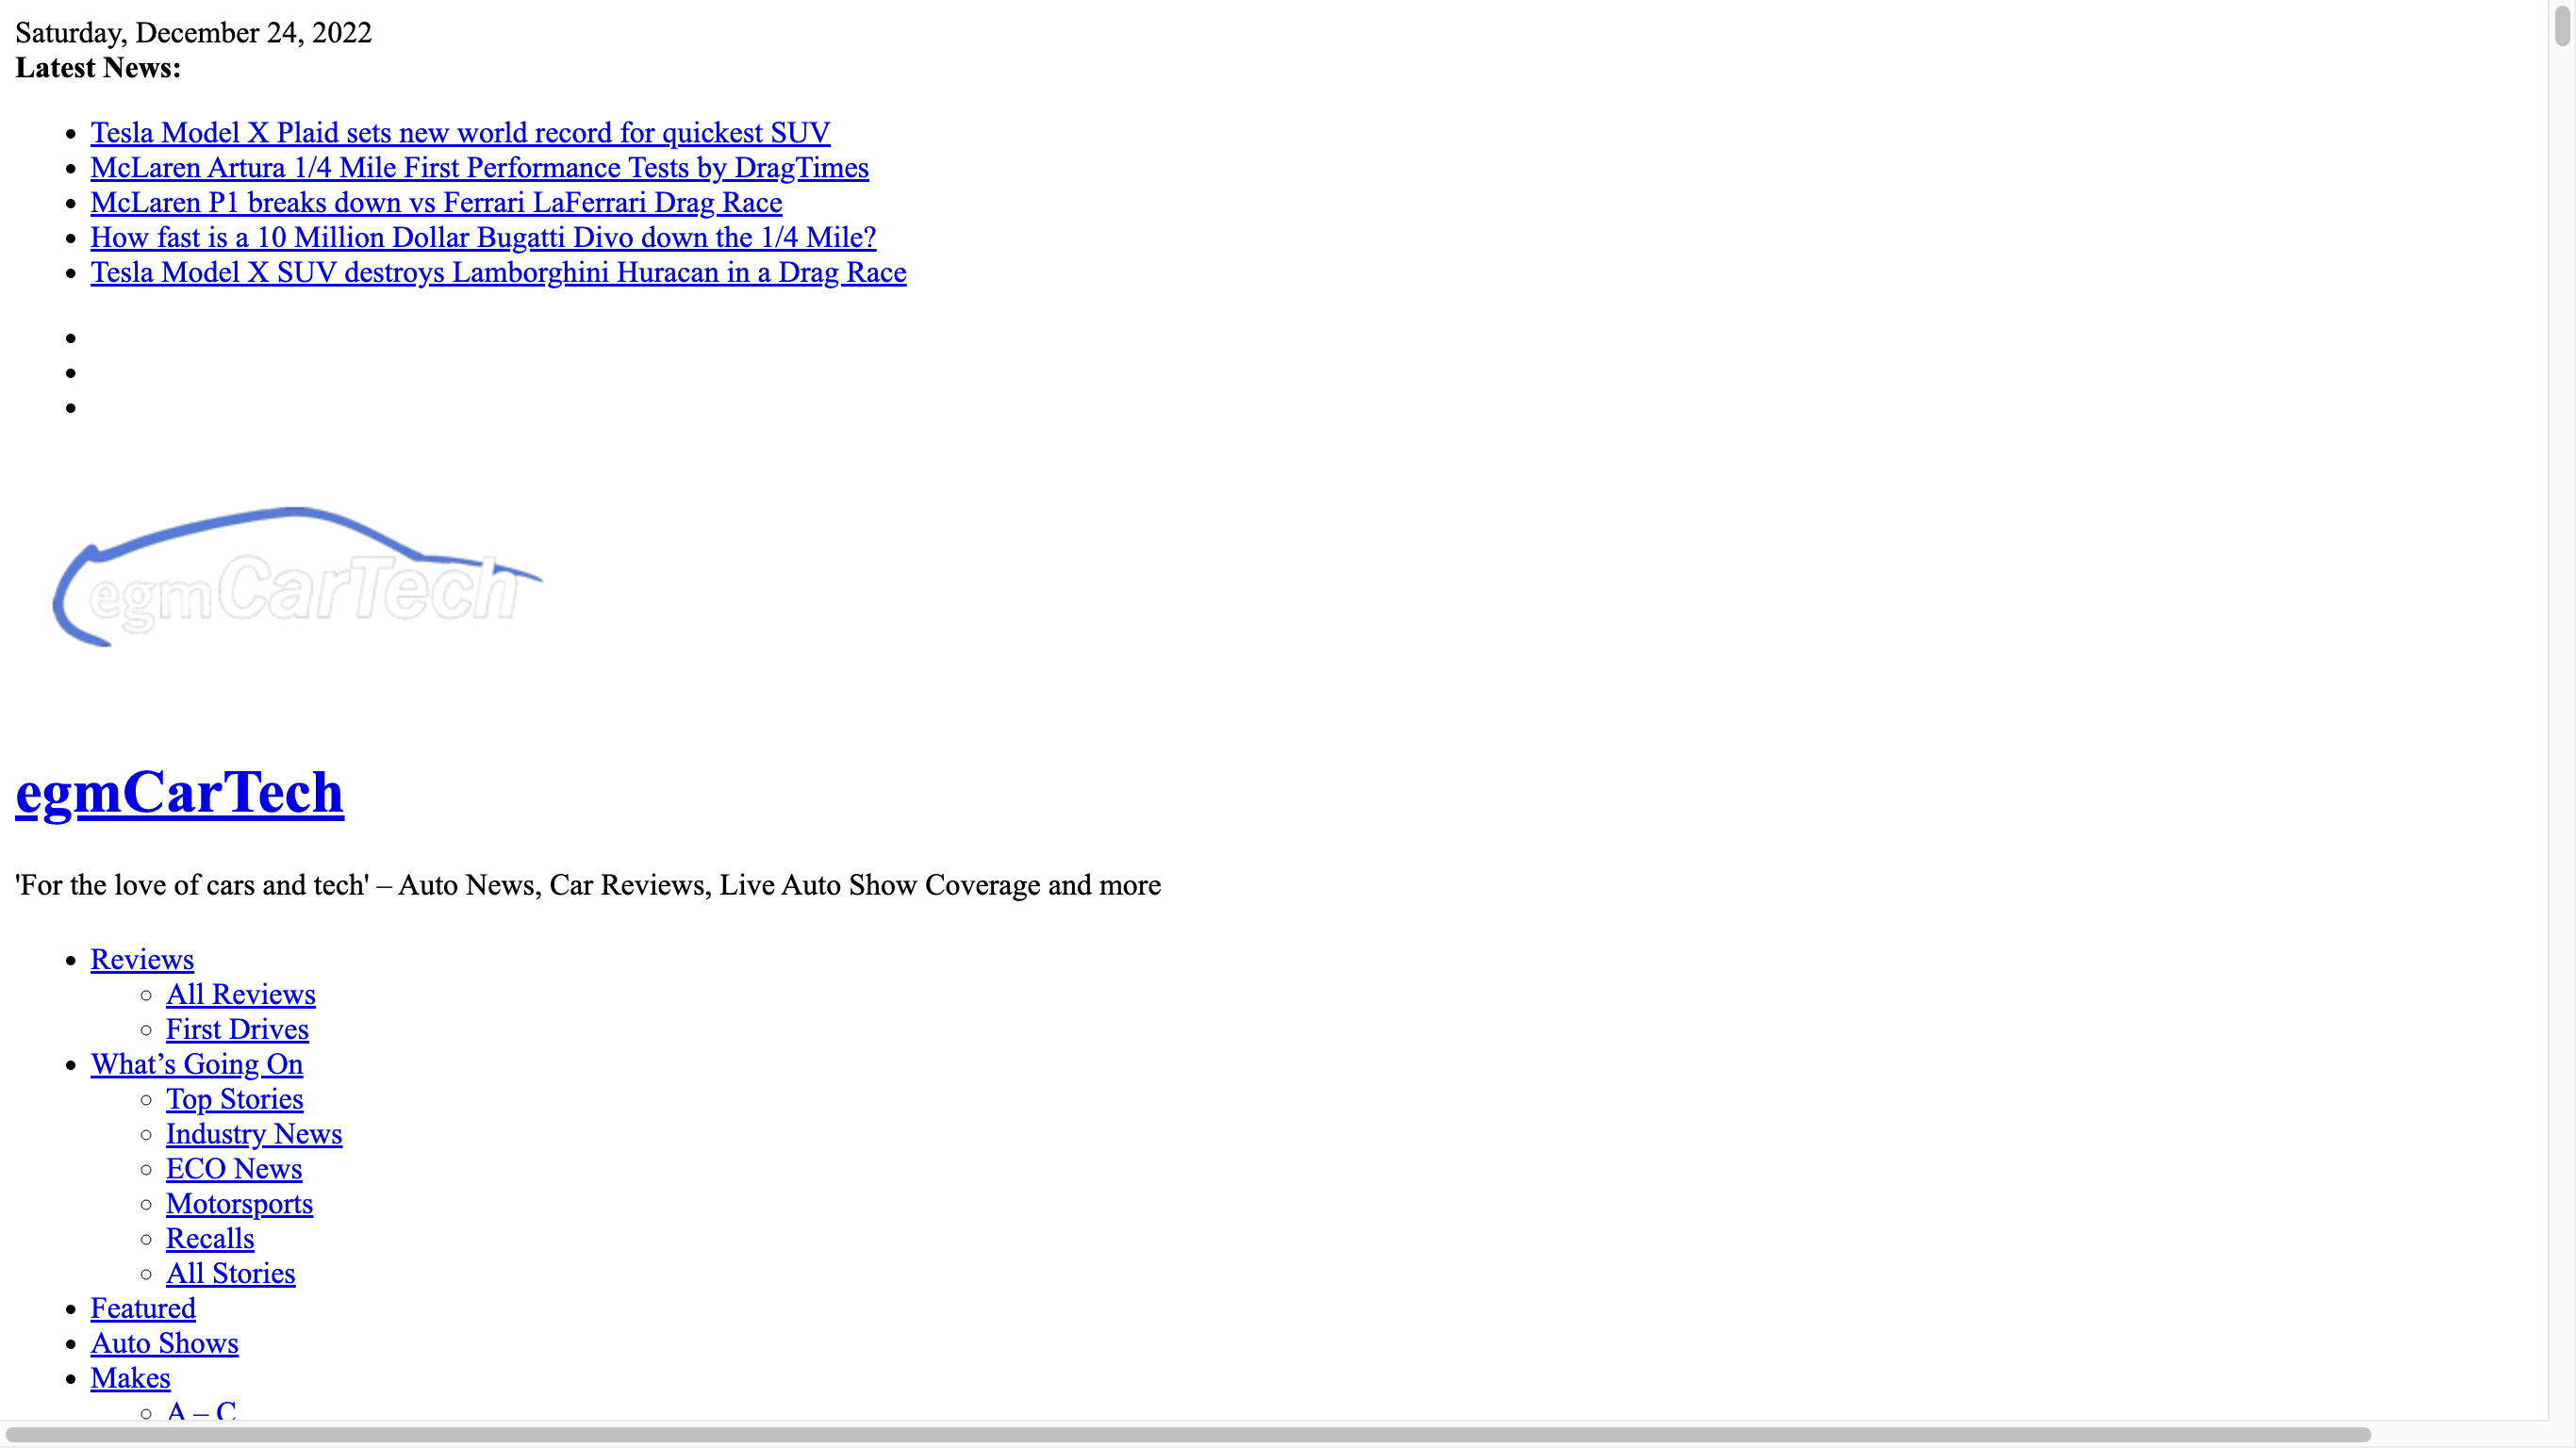 Saturday, December 24, 2022
Latest News:
Tesla Model X Plaid sets new world record for quickest SUV
McLaren Artura 1/4 Mile First Performance Tests by DragTimes
McLaren P1 breaks down vs Ferrari LaFerrari Drag Race
How fast is a 10 Million Dollar Bugatti Divo down the 1/4 Mile?
Tesla Model X SUV destroys Lamborghini Huracan in a Drag Race
egmCarTech
egmCarTech
'For the love of cars and tech' – Auto News, Car Reviews, Live Auto Show Coverage and more
Reviews
All Reviews
First Drives
What’s Going On
Top Stories
Industry News
ECO News
Motorsports
Recalls
All Stories
Featured
Auto Shows
Makes
A – C